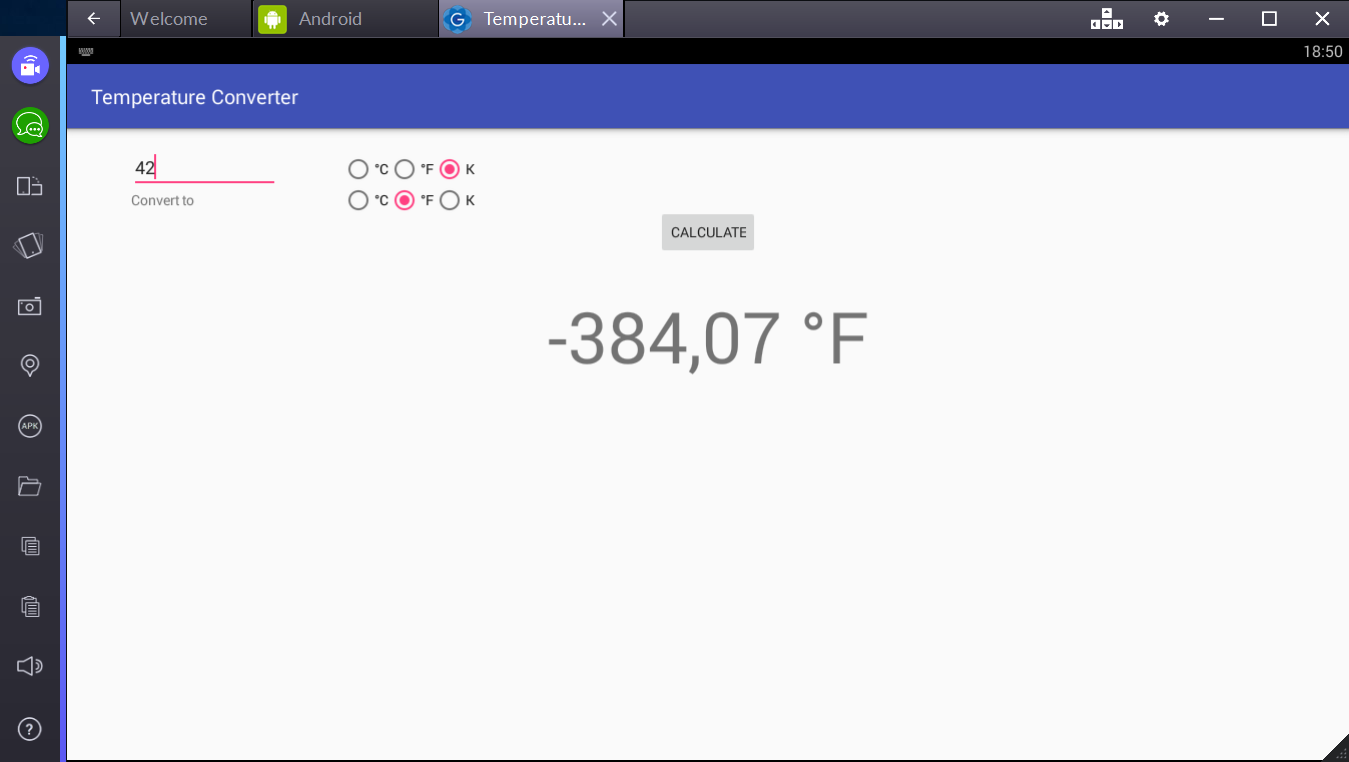 Welcome
Android
Temperatu...
18:50
Temperature Converter
42
°C °F K
Convert to
°C °F K
CALCULATE
-384,07 °F
APK
?